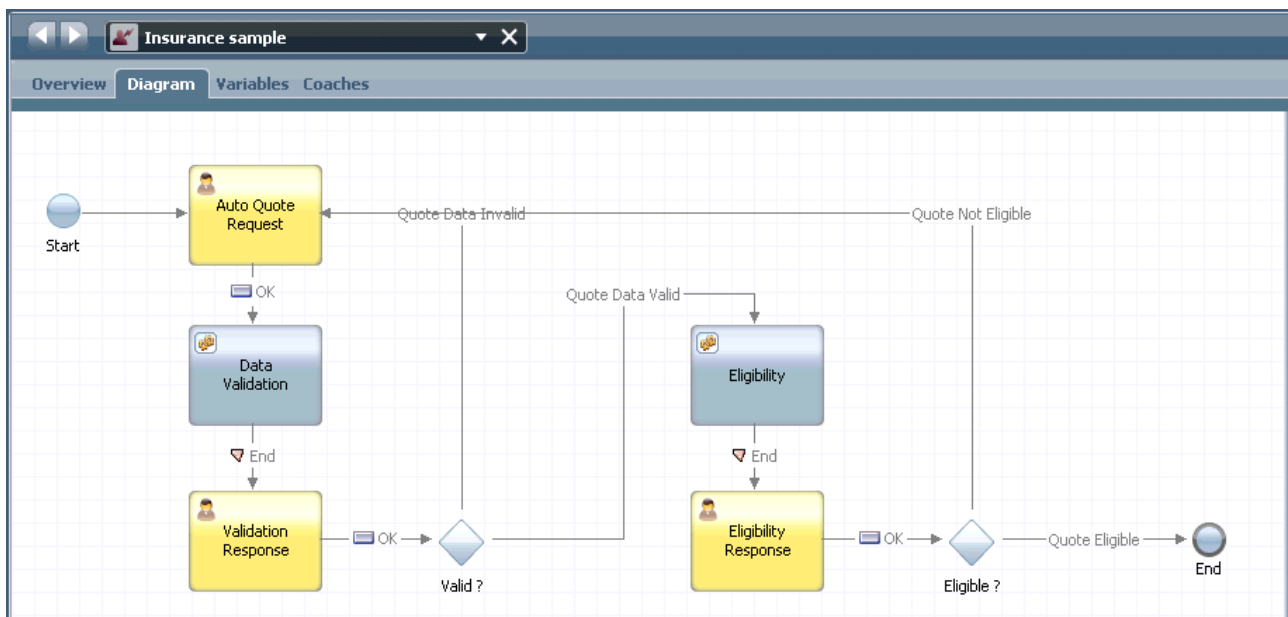 Insurance sample
Overview Diagram Variables Coaches
Auto Quote
Request
Start
Quote Data Invalid
Quote Not Eligible
OK
Quote Data Valid
Data
Validation
Eligibility
End
End
Validation
Response
OK
Valid ?
Eligibility
Response
OK
Eligible ?
Quote Eligible
End